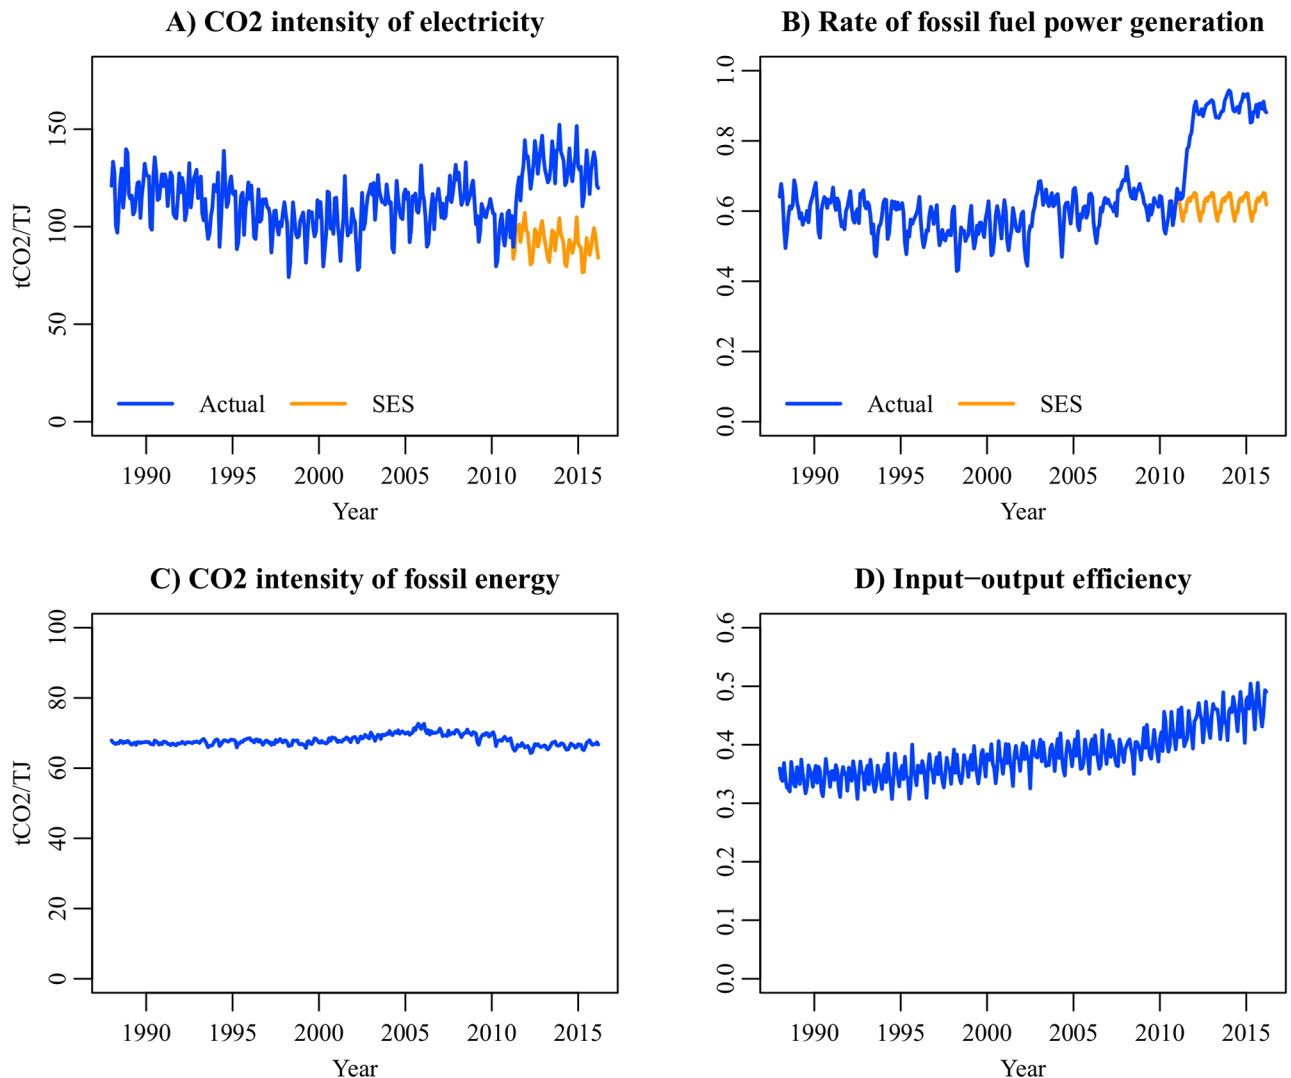 A) CO2 intensity of electricity
tCO2/TJ
150
100
50
0
Actual
SES
1990 1995 2000 2005 2010 2015
Year
B) Rate of fossil fuel power generation
1.0
0.8
0.6
0.4
0.2
0.0
Actual
SES
1990 1995 2000 2005 2010 2015
Year
C) CO2 intensity of fossil energy
tCO2/TJ
100
80
60
40
20
0
1990 1995 2000 2005 2010 2015
Year
D) Input−output efficiency
0.6
0.5
0.4
0.3
0.2
0.1
0.0
1990 1995 2000 2005 2010 2015
Year